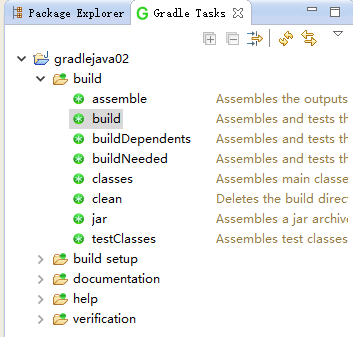 Package Explorer Gradle Tasks
gradlejava02
build
assemble Assembles the outputs
build Assembles and tests th
buildDependents Assembles and tests th
buildNeeded Assembles and tests th
classes Assembles main classe
clean Deletes the build direct
jar Assembles a jar archive
testClasses Assembles test classes
build setup
documentation
help
verification